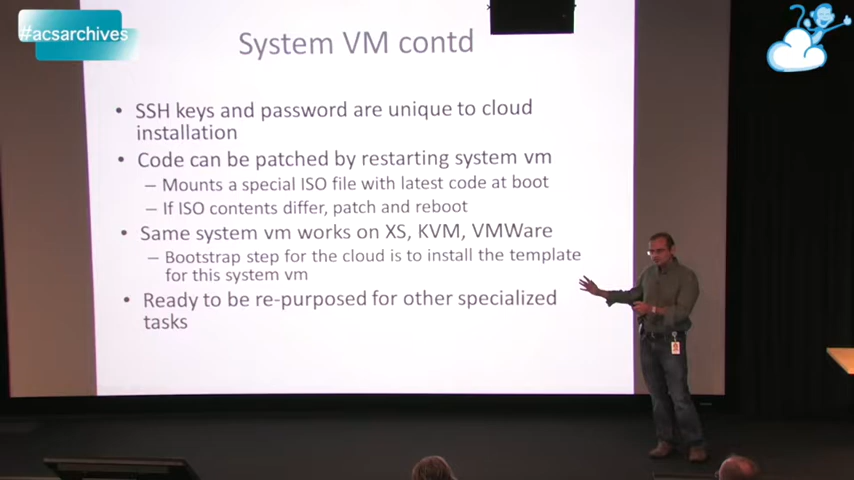 #acsarchives
System VM contd
• SSH keys and password are unique to cloud
installation
• Code can be patched by restarting system vm
– Mounts a special ISO file with latest code at boot
– If ISO contents differ, patch and reboot
• Same system vm works on XS, KVM, VMWare
– Bootstrap step for the cloud is to install the template
for this system vm
• Ready to be re-purposed for other specialized
tasks